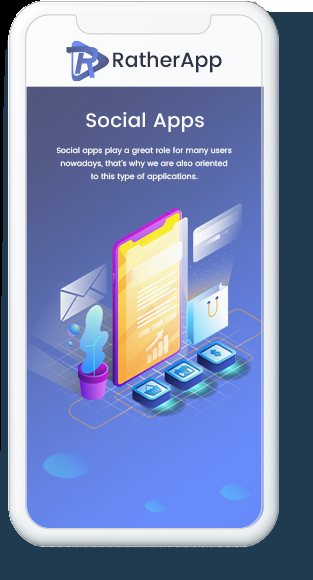 RatherApp
Social Apps
Social apps play a great role for many users
nowadays, that's why we are also oriented
to this type of applications.